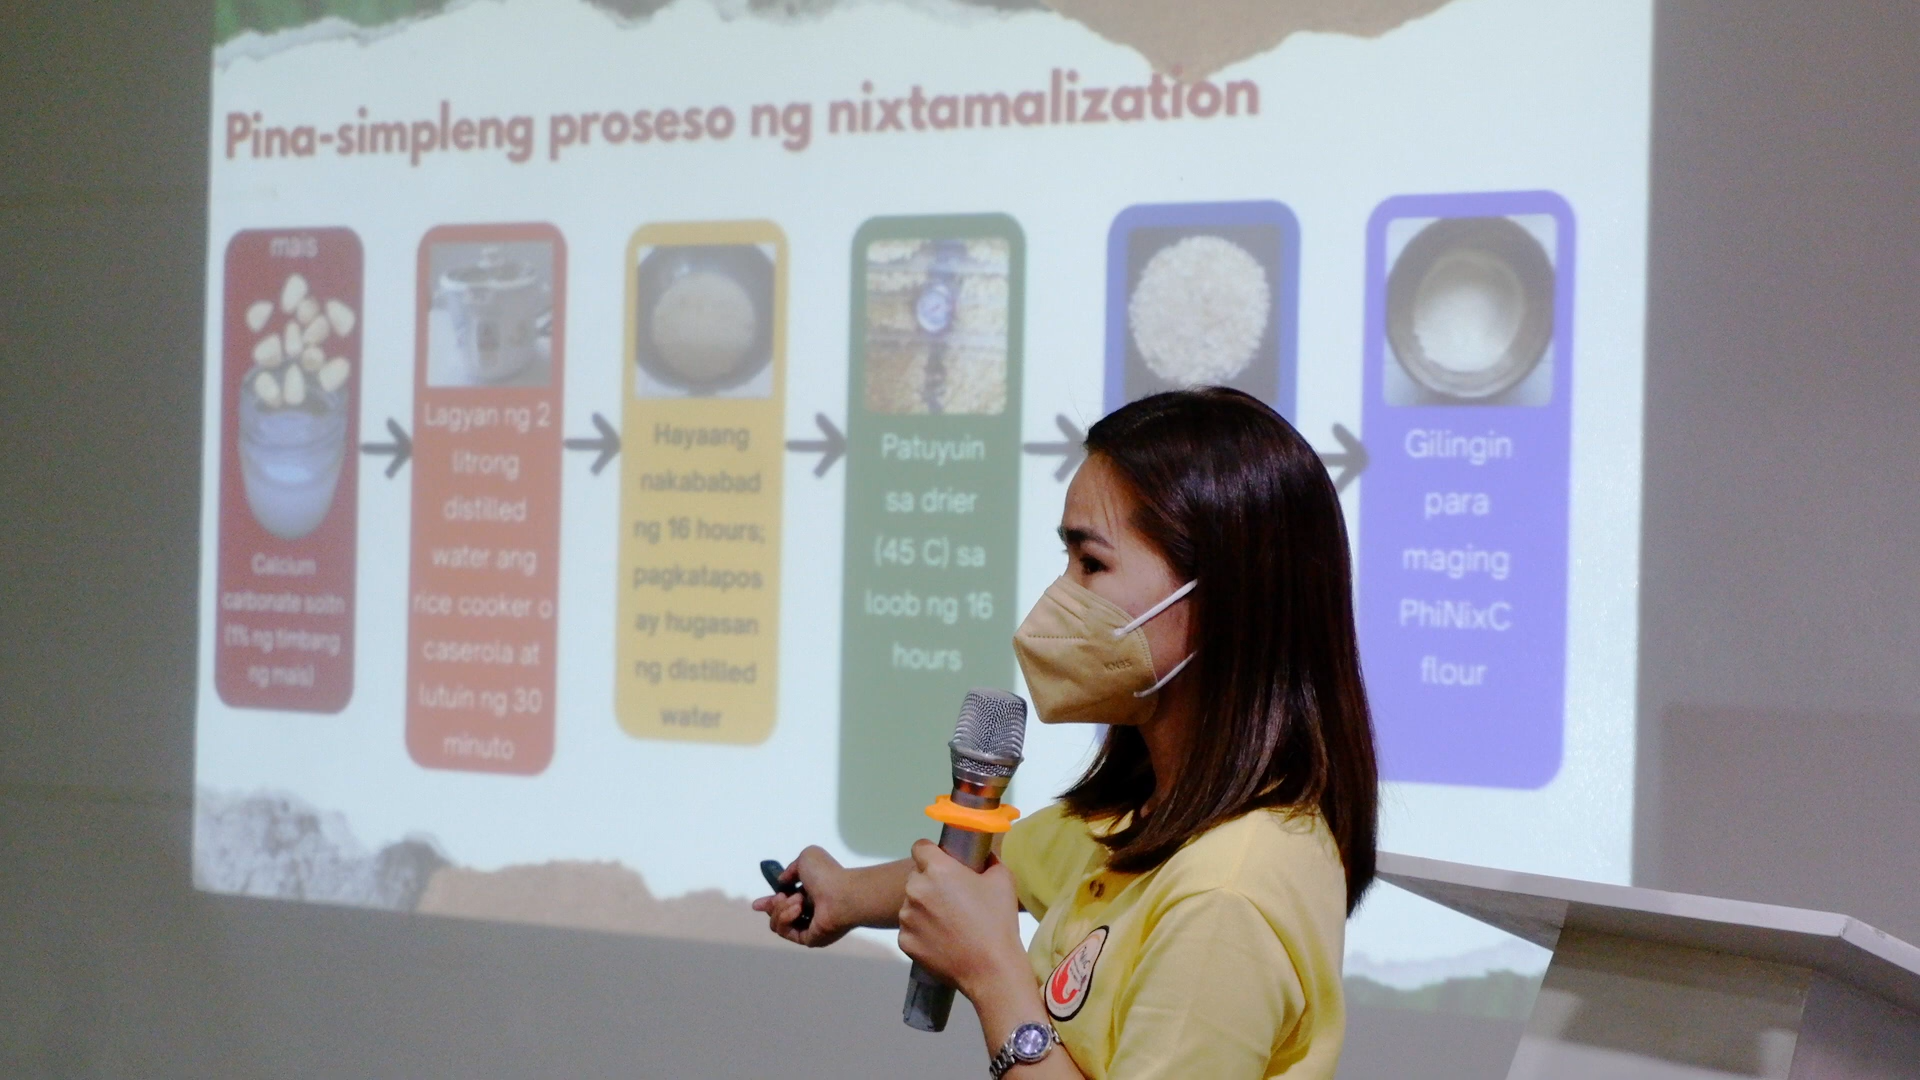 Pina-simpleng proseso ng nixtamalization
mais
Calcium
carbonate soltn
(1% ng timbang
ng mais)
Lagyan ng 2
litrong
distilled
water ang
rice cooker o
caserola at
lutuin ng 30
minuto
Hayaang
nakababad
ng 16 hours;
pagkatapos
ay hugasan
ng distilled
water
Patuyuin
sa drier
(45 C) sa
loob ng 16
hours
Gilingin
para
maging
PhiNixC
flour
KN95